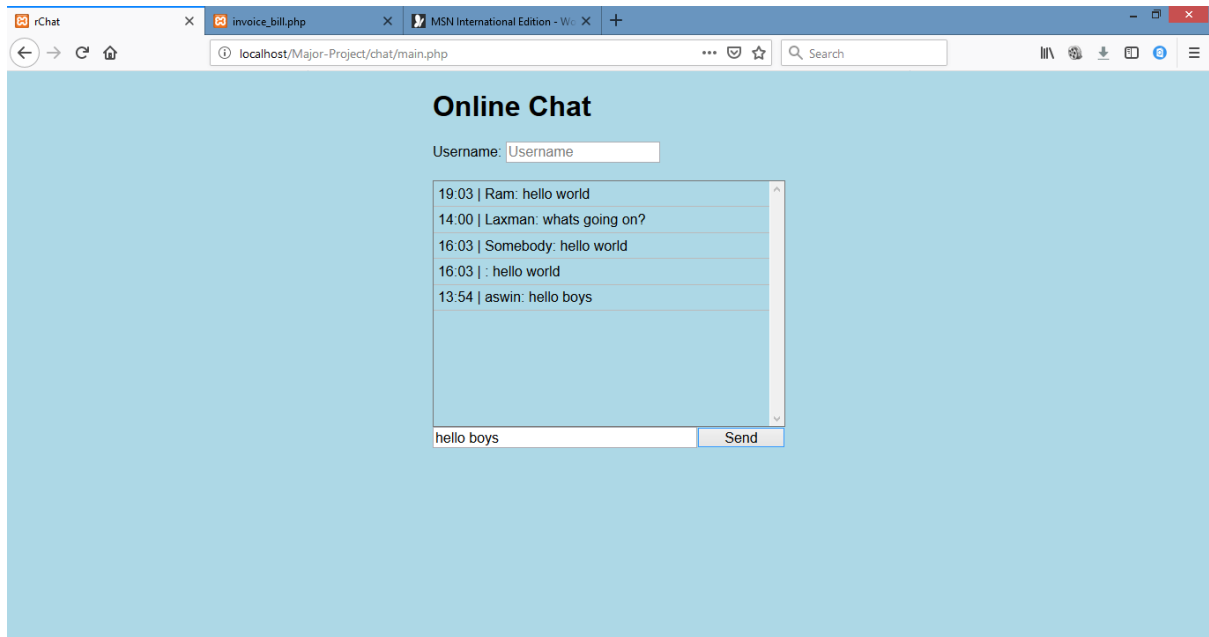 rChat
invoice_bill.php
MSN International Edition - Wo
localhost/Major-Project/chat/main.php
Search
Online Chat
Username: Username
19:03 | Ram: hello world
14:00 | Laxman: whats going on?
16:03 | Somebody: hello world
16:03 | : hello world
13:54 | aswin: hello boys
hello boys
Send